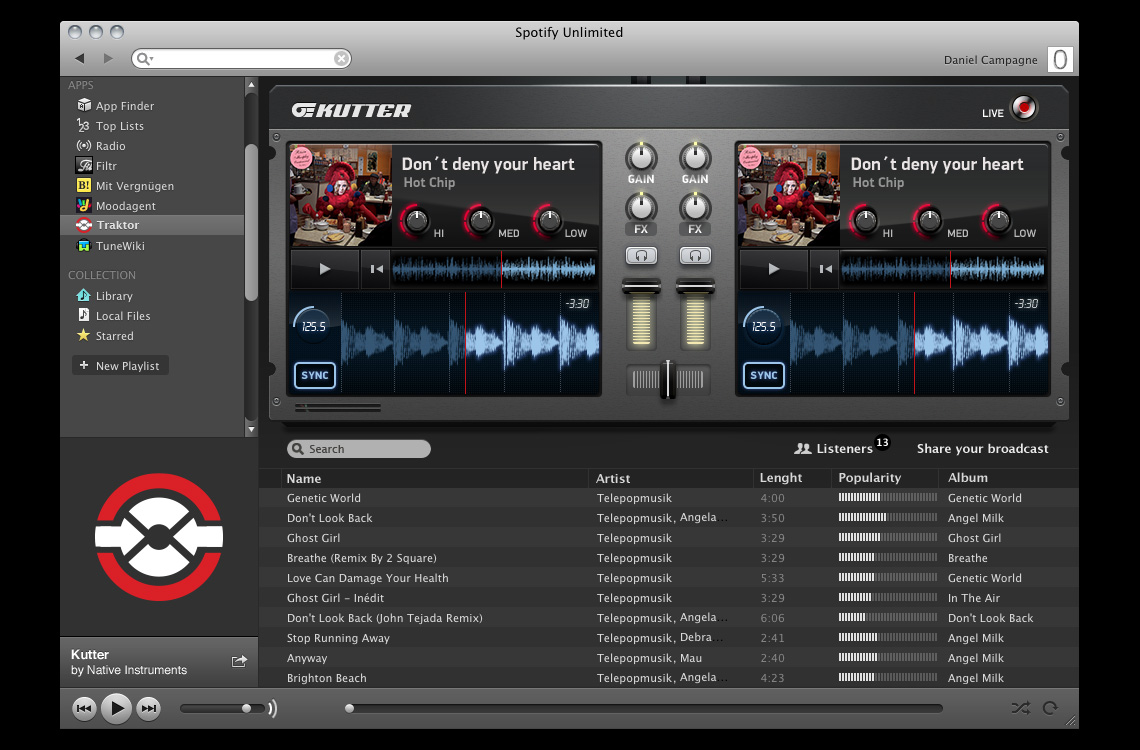 Spotify Unlimited
Daniel Campagne
APPS
App Finder
Top Lists
Radio
Filtr
B! Mit Vergnügen
Moodagent
Traktor
TuneWiki
COLLECTION
Library
Local Files
Starred
+ New Playlist
Kutter
by Native Instruments
KUTTER
LIVE
Don´t deny your heart
Hot Chip
HI MED LOW
-3:30
125.5
SYNC
GAIN GAIN
FX FX
Don´t deny your heart
Hot Chip
HI MED LOW
-3:30
125.5
SYNC
Search
Listeners 13 Share your broadcast
Name Artist Lenght Popularity Album
Genetic World Telepopmusik 4:00 Genetic World
Don't Look Back Telepopmusik, Angela... 3:50 Angel Milk
Ghost Girl Telepopmusik 3:29 Ghost Girl
Breathe (Remix By 2 Square) Telepopmusik 3:29 Breathe
Love Can Damage Your Health Telepopmusik 5:33 Genetic World
Ghost Girl – Inédit Telepopmusik 3:29 In The Air
Don't Look Back (John Tejada Remix) Telepopmusik, Angela... 6:06 Don't Look Back
Stop Running Away Telepopmusik, Debra... 2:41 Angel Milk
Anyway Telepopmusik, Mau 2:40 Angel Milk
Brighton Beach Telepopmusik, Angela... 4:23 Angel Milk